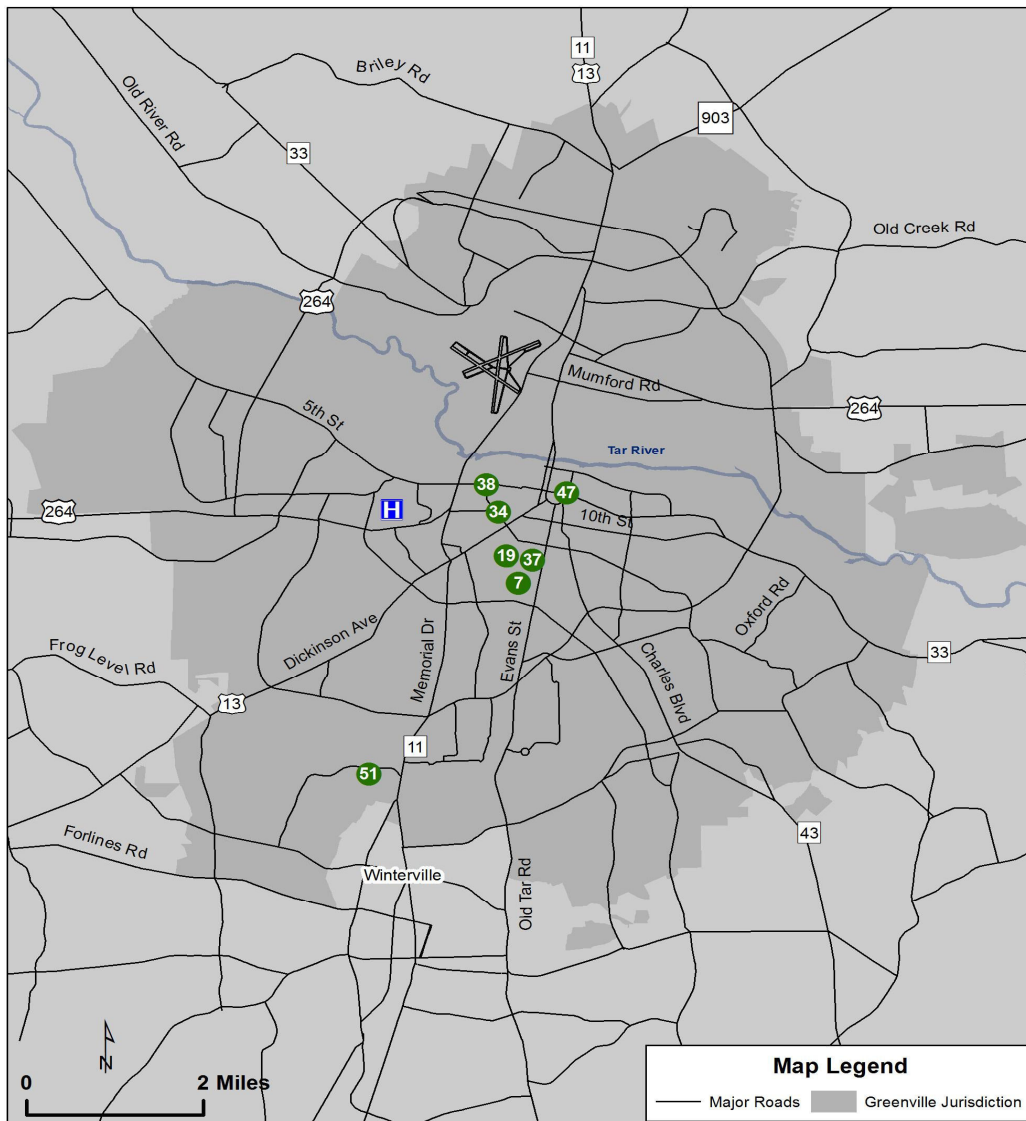 11
13
Briley Rd
903
Old River Rd
33
Old Creek Rd
264
Mumford Rd
264
5th St
Tar River
38
47
H
34
10th St
264
19
37
7
Oxford Rd
Dickinson Ave
Evans St
Memorial Dr
Charles Blvd
Frog Level Rd
33
13
11
51
43
Forlines Rd
Winterville
Old Tar Rd
N
0 2 Miles
Map Legend
Major Roads Greenville Jurisdiction